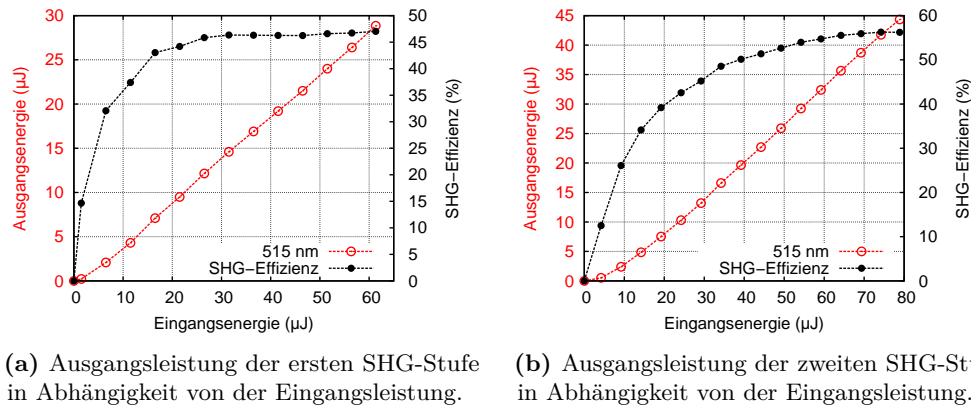 30
25
20
15
10
5
0
Ausgangsenergie (µJ)
50
45
40
35
30
25
20
15
10
5
0
SHG−Effizienz (%)
515 nm
SHG−Effizienz
0 10 20 30 40 50 60
Eingangsenergie (µJ)
(a) Ausgangsleistung der ersten SHG-Stufe
in Abhängigkeit von der Eingangsleistung.
45
40
35
30
25
20
15
10
5
0
Ausgangsenergie (µJ)
60
50
40
30
20
10
0
SHG−Effizienz (%)
515 nm
SHG−Effizienz
0 10 20 30 40 50 60 70 80
Eingangsenergie (µJ)
(b) Ausgangsleistung der zweiten
in Abhängigkeit von der Eingangsleistung.